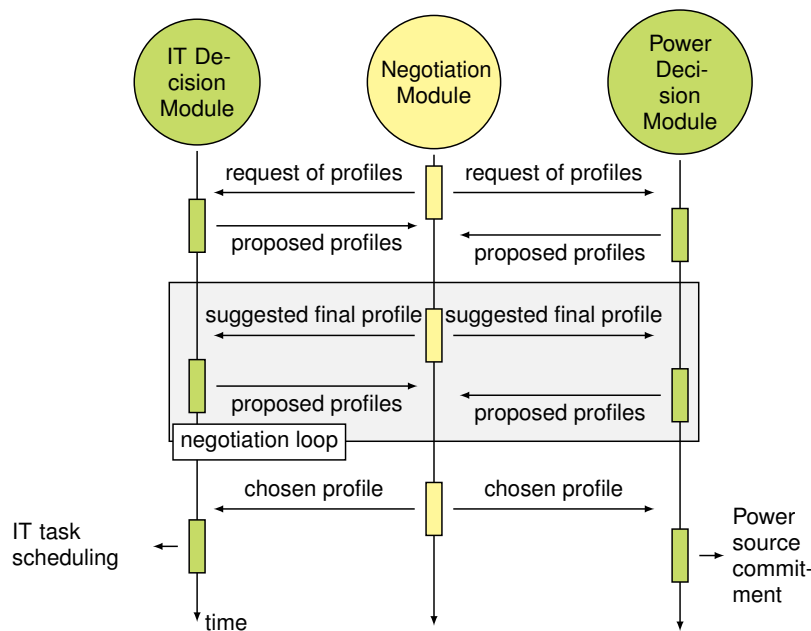 IT De-
cision
Module
Negotiation
Module
Power
Deci-
sion
Module
request of profiles
request of profiles
proposed profiles
proposed profiles
suggested final profile
suggested final profile
proposed profiles
proposed profiles
negotiation loop
chosen profile
chosen profile
IT task
scheduling
Power
source
commit-
ment
time